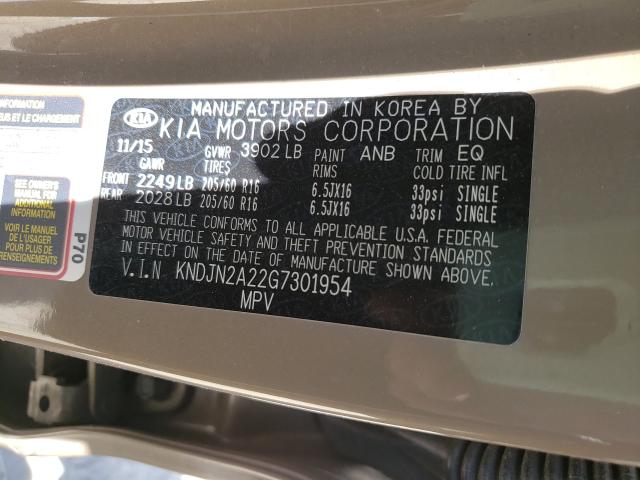 INFORMATION
ET LE CHARGEMENT
SEE OWNER'S
MANUAL FOR
ADDITIONAL
INFORMATION
VOIR LE MANUEL
DE L'USAGER
POUR PLUS DE
RENSEIGNEMENTS
P70
KIA
MANUFACTURED IN KOREA BY
KIA MOTORS CORPORATION
11/15 GVWR 3902 LB PAINT ANB TRIM EQ
GAWR TIRES RIMS COLD TIRE INFL
FRONT 2249 LB 205/60 R16 6.5JX16 33psi SINGLE
REAR 2028 LB 205/60 R16 6.5JX16 33psi SINGLE
THIS VEHICLE CONFORMS TO ALL APPLICABLE U.S.A. FEDERAL
MOTOR VEHICLE SAFETY AND THEFT PREVENTION STANDARDS
IN EFFECT ON THE DATE OF MANUFACTURE SHOWN ABOVE.
V.I.N KNDJN2A22G7301954
MPV